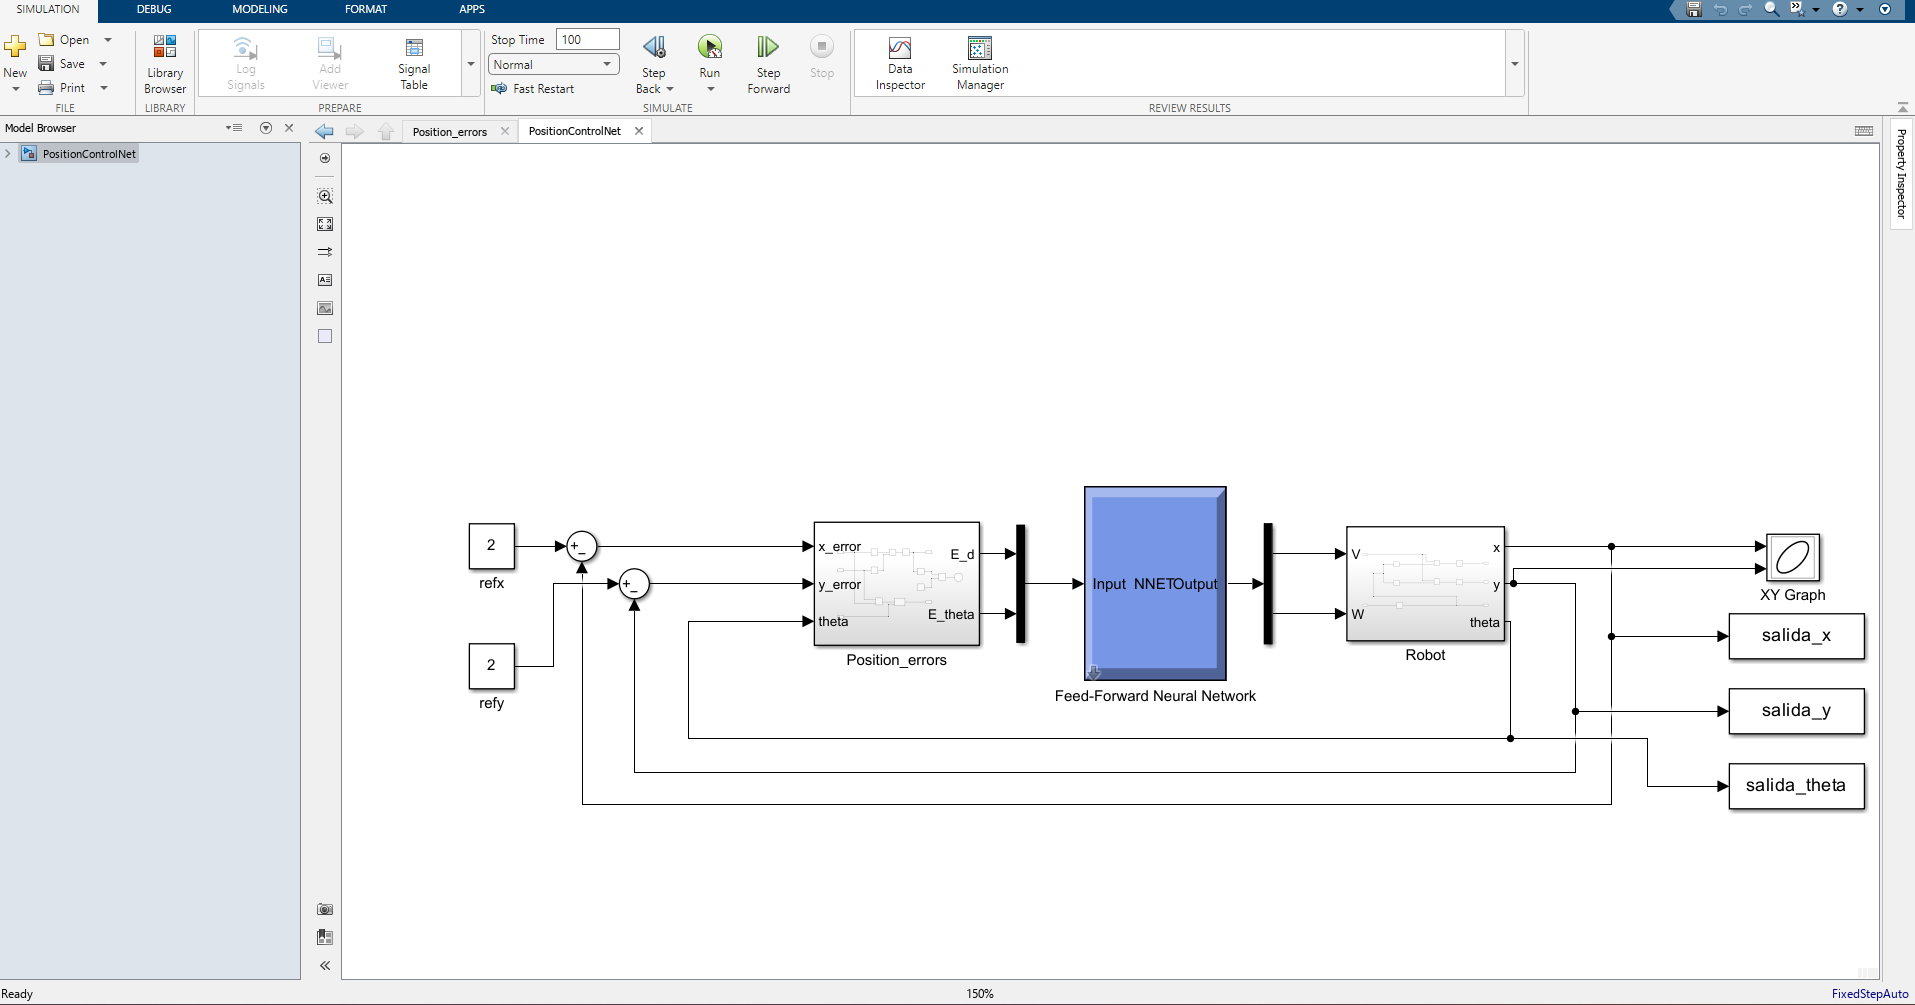 SIMULATION DEBUG MODELING FORMAT APPS
New
Open
Save
Print
FILE
Library
Browser
LIBRARY
Log
Signals
Add
Viewer
Signal
Table
PREPARE
Stop Time 100
Normal
Fast Restart
Step
Back
Run
Step
Forward
Stop
SIMULATE
Data
Inspector
Simulation
Manager
REVIEW RESULTS
Model Browser
PositionControlNet
Position_errors
PositionControlNet
Property Inspector
2
refx
2
refy
x_error
y_error
theta
E_d
E_theta
Position_errors
Input NNET Output
Feed-Forward Neural Network
V
W
x
y
theta
Robot
XY Graph
salida_x
salida_y
salida_theta
Ready
150%
FixedStepAuto